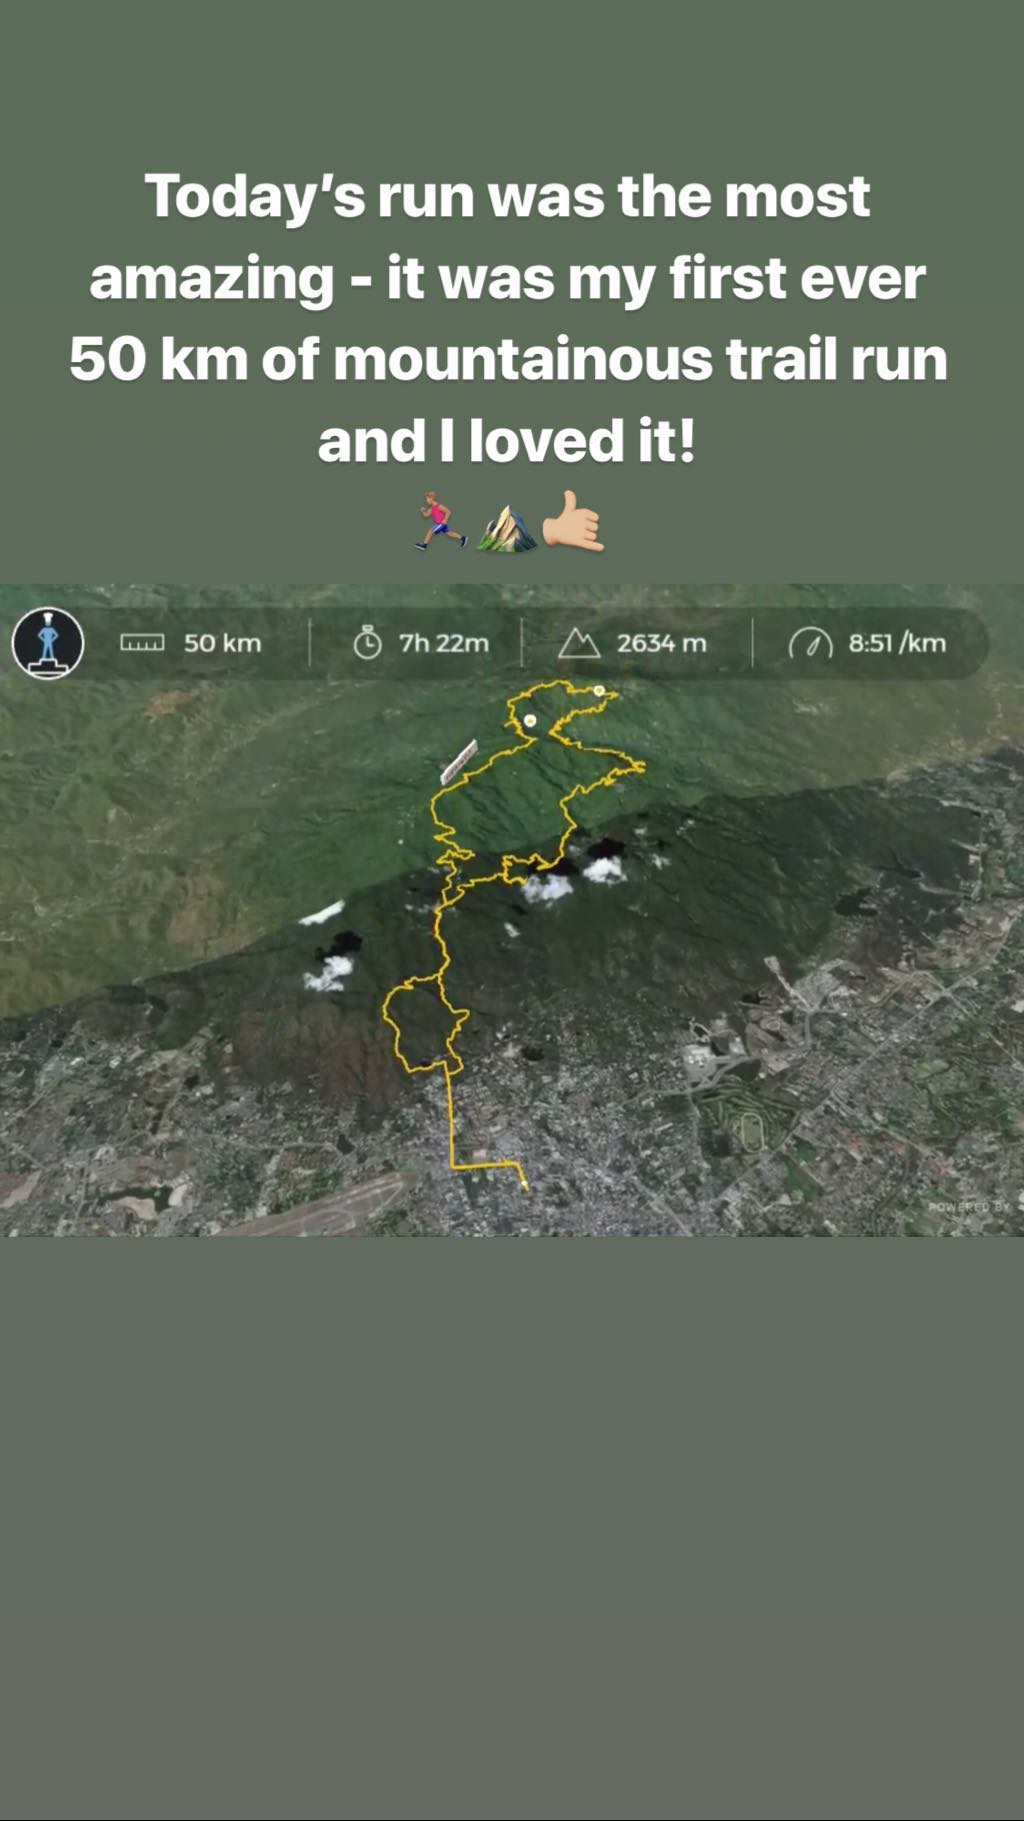 Today’s run was the most
amazing - it was my first ever
50 km of mountainous trail run
and I loved it!
50 km 7h 22m 2634 m 8:51 /km
POWERED BY